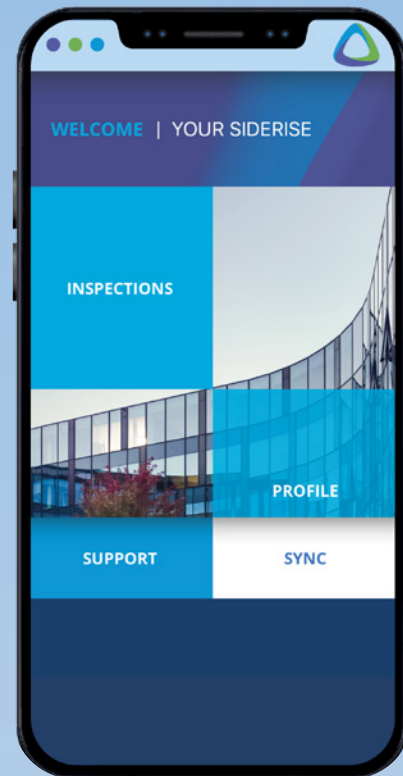 WELCOME | YOUR SIDERISE
INSPECTIONS
PROFILE
SUPPORT
SYNC